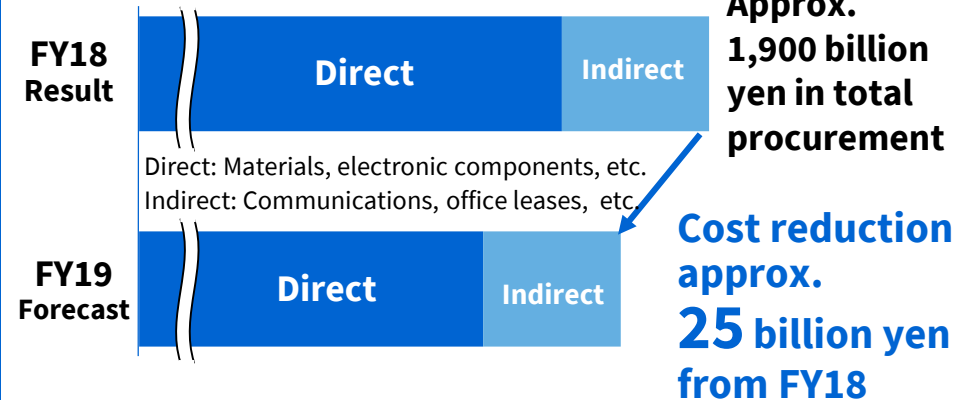 Approx.
1,900 billion
yen in total
procurement
FY18
Result
Direct
Indirect
Direct: Materials, electronic components, etc.
Indirect: Communications, office leases, etc.
FY19
Forecast
Direct
Indirect
Cost reduction
approx.
25 billion yen
from FY18